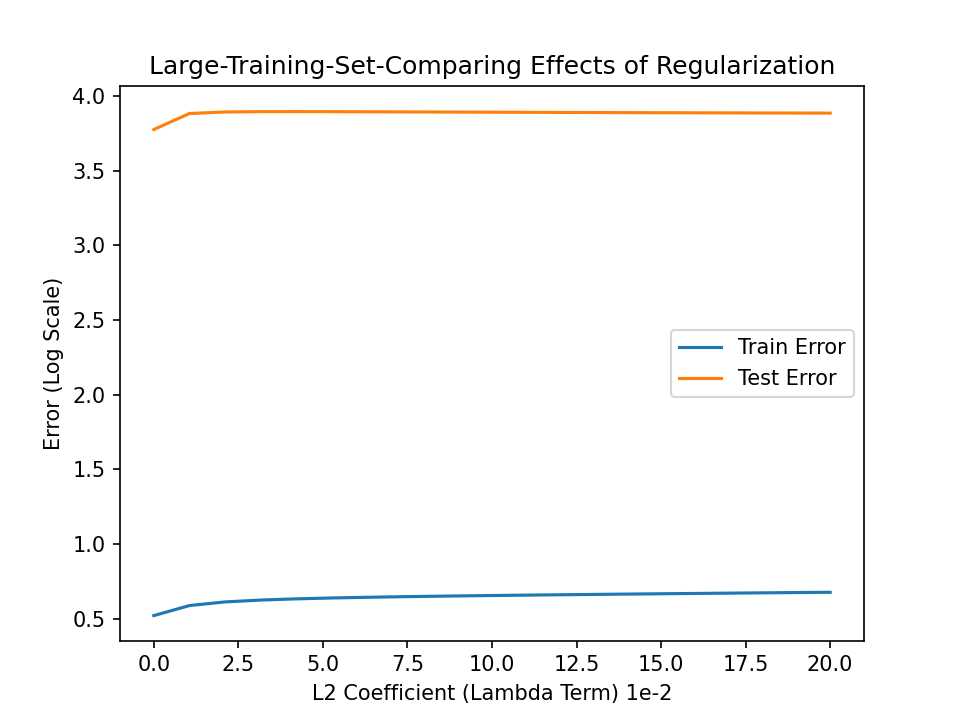 Large-Training-Set-Comparing Effects of Regularization
4.0
3.5
3.0
2.5
2.0
1.5
1.0
0.5
Error (Log Scale)
Train Error
Test Error
0.0 2.5 5.0 7.5 10.0 12.5 15.0 17.5 20.0
L2 Coefficient (Lambda Term) 1e-2